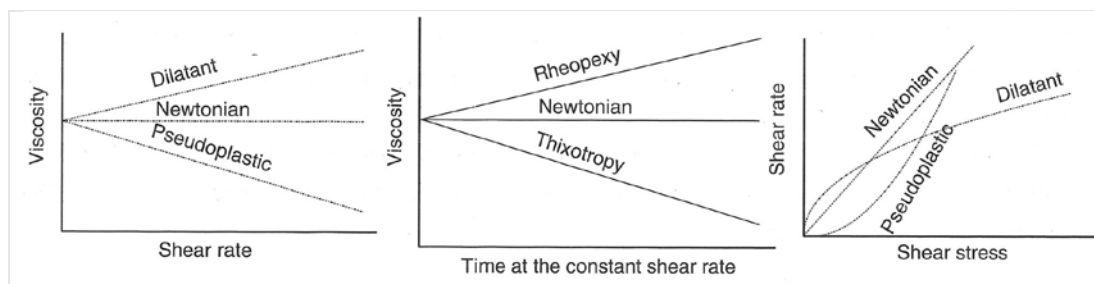 Viscosity
Dilatant
Newtonian
Pseudoplastic
Shear rate
Viscosity
Rheopexy
Newtonian
Thixotropy
Time at the constant shear rate
Shear rate
Newtonian
Dilatant
Pseudoplastic
Shear stress